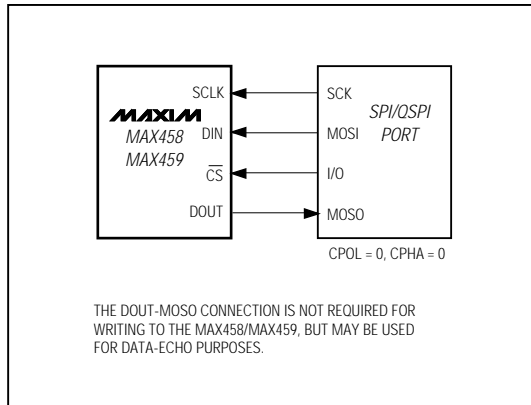 SCLK SCK
MAXIM SPI/QSPI
MAX458 DIN MOSI PORT
MAX459
CS I/O
DOUT MOSO
CPOL = 0, CPHA = 0
THE DOUT-MOSO CONNECTION IS NOT REQUIRED FOR
WRITING TO THE MAX458/MAX459, BUT MAY BE USED
FOR DATA-ECHO PURPOSES.